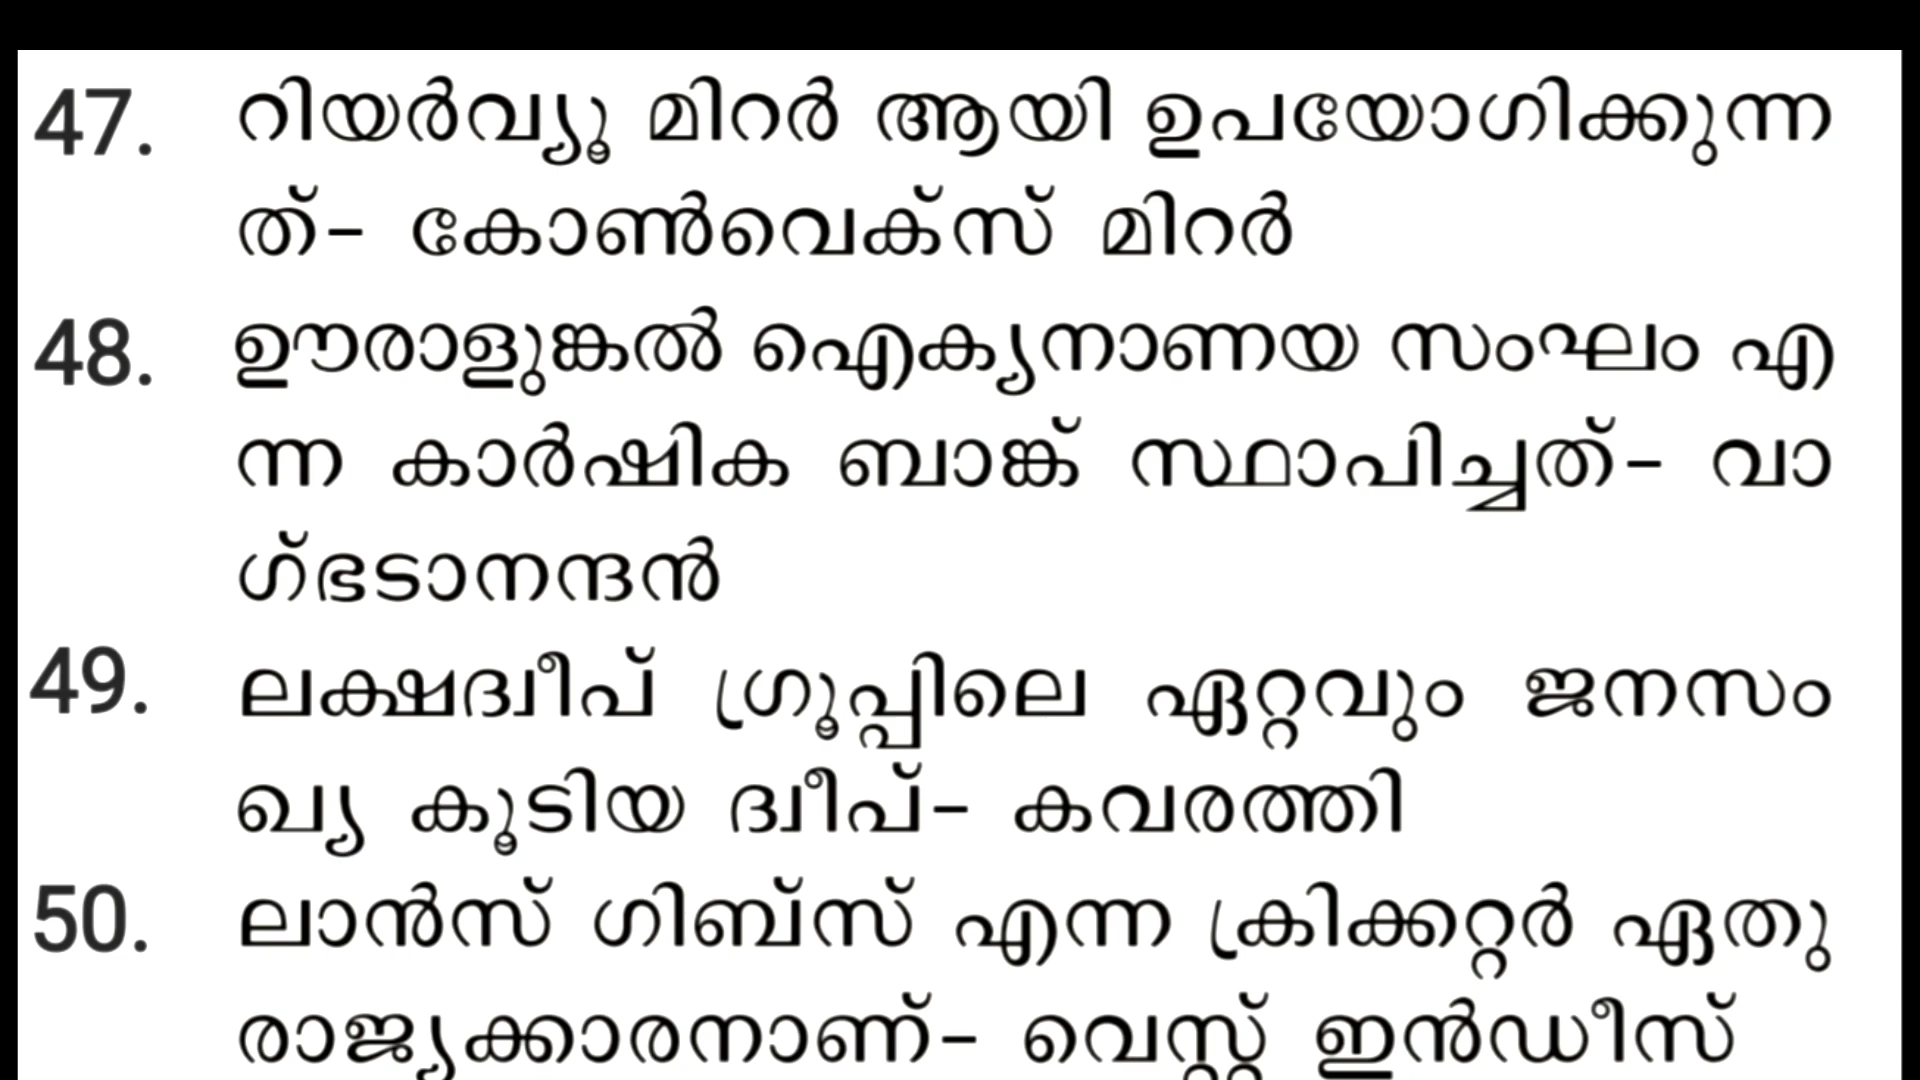 47. റിയർവ്യൂ മിറർ ആയി ഉപയോഗിക്കുന്ന
ത്- കോൺവെക്സ് മിറർ
48. ഊരാളുങ്കൽ ഐക്യനാണയ സംഘം എ
ന്ന കാർഷിക ബാങ്ക് സ്ഥാപിച്ചത്- വാ
ഗ്ഭടാനന്ദൻ
49. ലക്ഷദ്വീപ് ഗ്രൂപ്പിലെ ഏറ്റവും ജനസം
ഖ്യ കൂടിയ ദ്വീപ്- കവരത്തി
50. ലാൻസ് ഗിബ്സ് എന്ന ക്രിക്കറ്റർ ഏതു
രാജ്യക്കാരനാണ്- വെസ്റ്റ് ഇൻഡീസ്